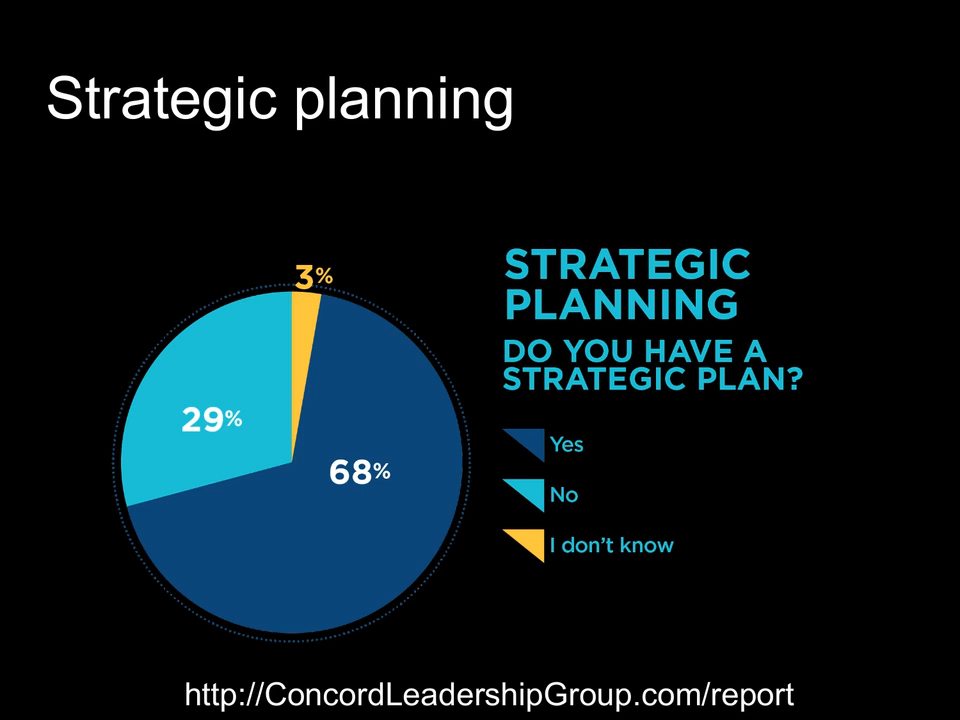 Strategic planning
3%
29%
68%
STRATEGIC
PLANNING
DO YOU HAVE A
STRATEGIC PLAN?
Yes
No
I don't know
http://ConcordLeadershipGroup.com/report